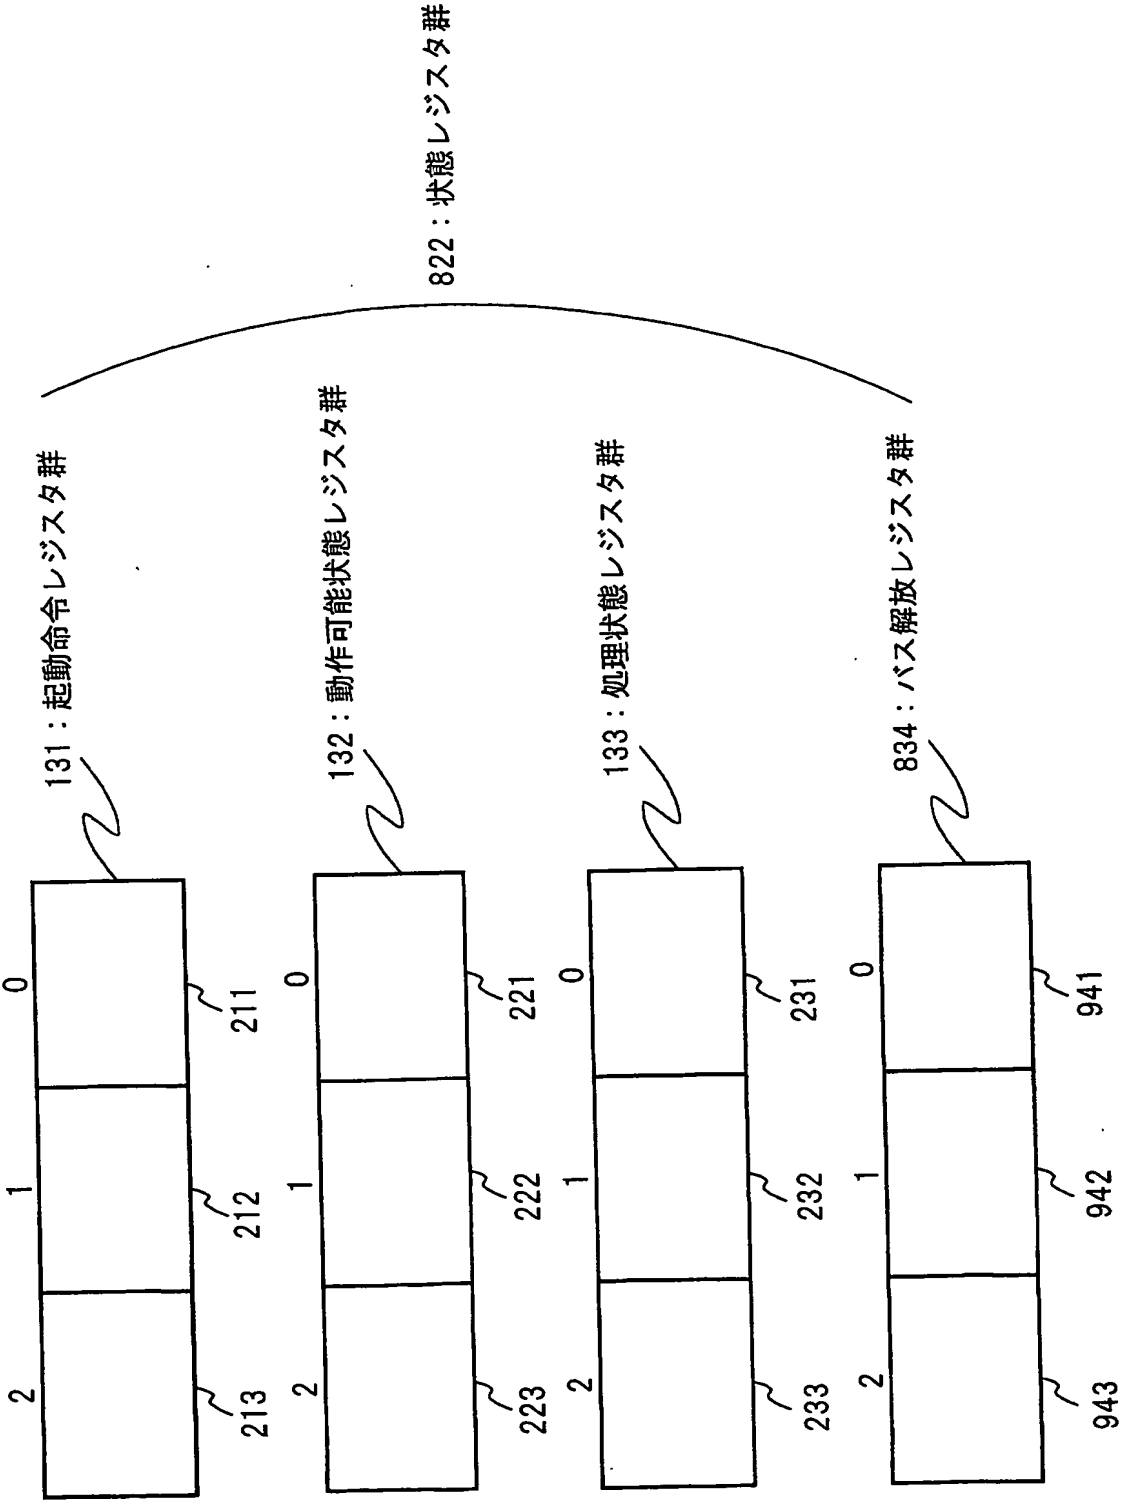 2 1 0
131：起動命令レジスタ群
213 212 211
2 1 0
132：動作可能状態レジスタ群
223 222 221
822：状態レジスタ群
2 1 0
133：処理状態レジスタ群
233 232 231
2 1 0
834：バス解放レジスタ群
943 942 941